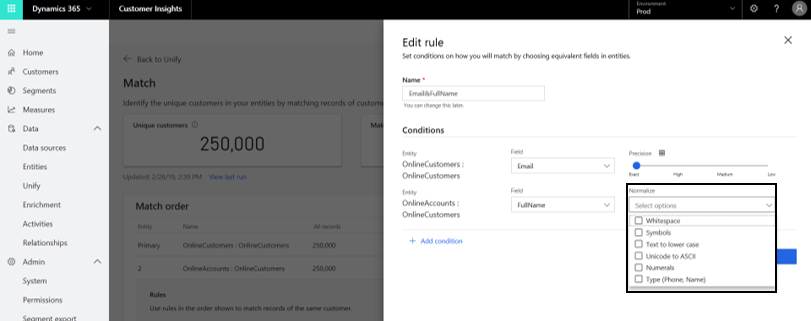 Dynamics 365
Customer Insights
Environment
Prod
?
Home
Customers
Segments
Measures
Data
Data sources
Entities
Unify
Enrichment
Activities
Relationships
Admin
System
Permissions
Segment export
Back to Unify
Match
Identify the unique customers in your entities by matching records of custome
Unique customers
250,000
Mat
Updated: 2/26/19, 2:39 PM View last run.
Match order
Entity Name All records
Primary OnlineCustomers : OnlineCustomers 250,000
2 OnlineAccounts : OnlineCustomers 250,000
Rules
Use rules in the order shown to match records of the same customer.
Edit rule
Set conditions on how you will match by choosing equivalent fields in entities.
Name *
Email&FullName
You can change this later.
Conditions
Entity
OnlineCustomers :
OnlineCustomers
Field
Email
Precision
Exact High Medium Low
Entity
OnlineAccounts :
OnlineCustomers
Field
FullName
Normalize
Select options
Whitespace
Symbols
Text to lower case
Unicode to ASCII
Numerals
Type (Phone, Name)
+ Add condition